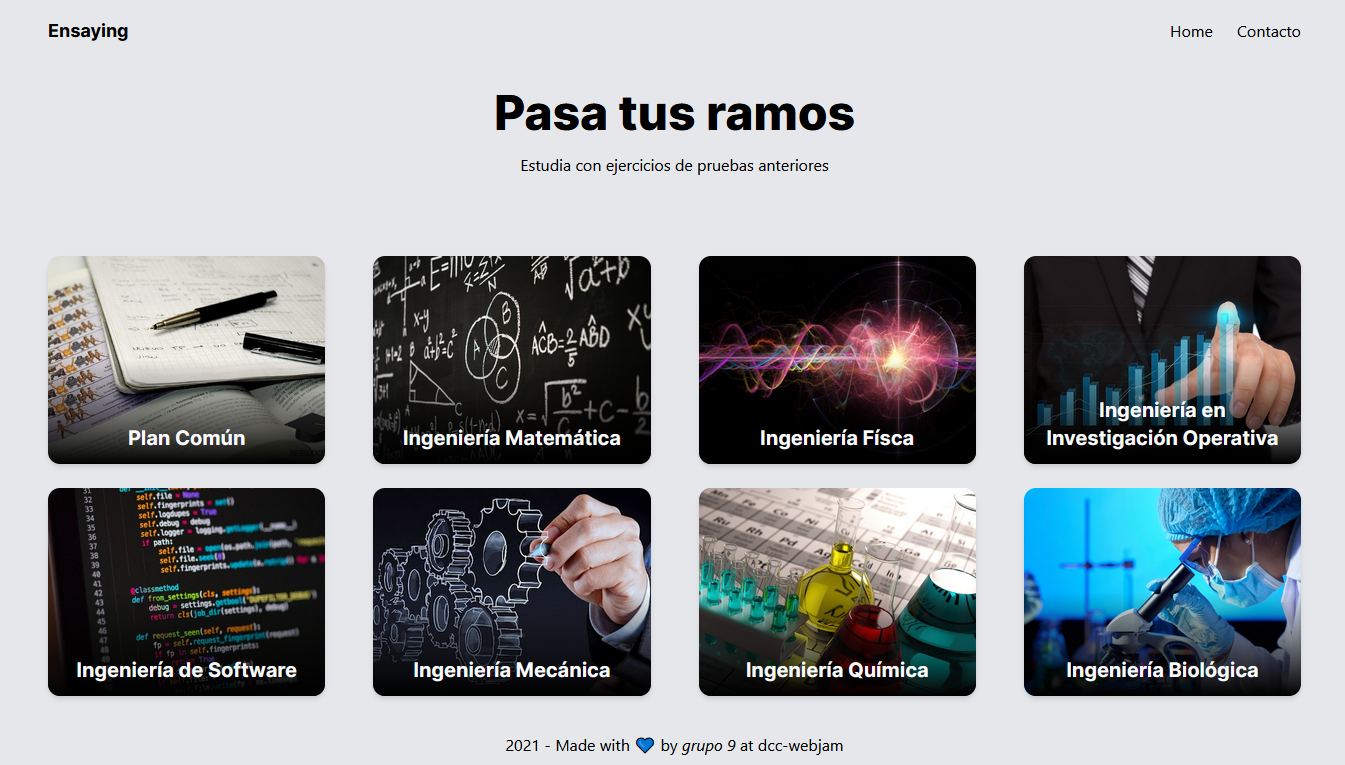 Ensaying
Home
Contacto
Pasa tus ramos
Estudia con ejercicios de pruebas anteriores
Plan Común
Ingeniería Matemática
Ingeniería Físca
Ingeniería en
Investigación Operativa
Ingeniería de Software
Ingeniería Mecánica
Ingeniería Química
Ingeniería Biológica
2021 - Made with 💙 by grupo 9 at dcc-webjam